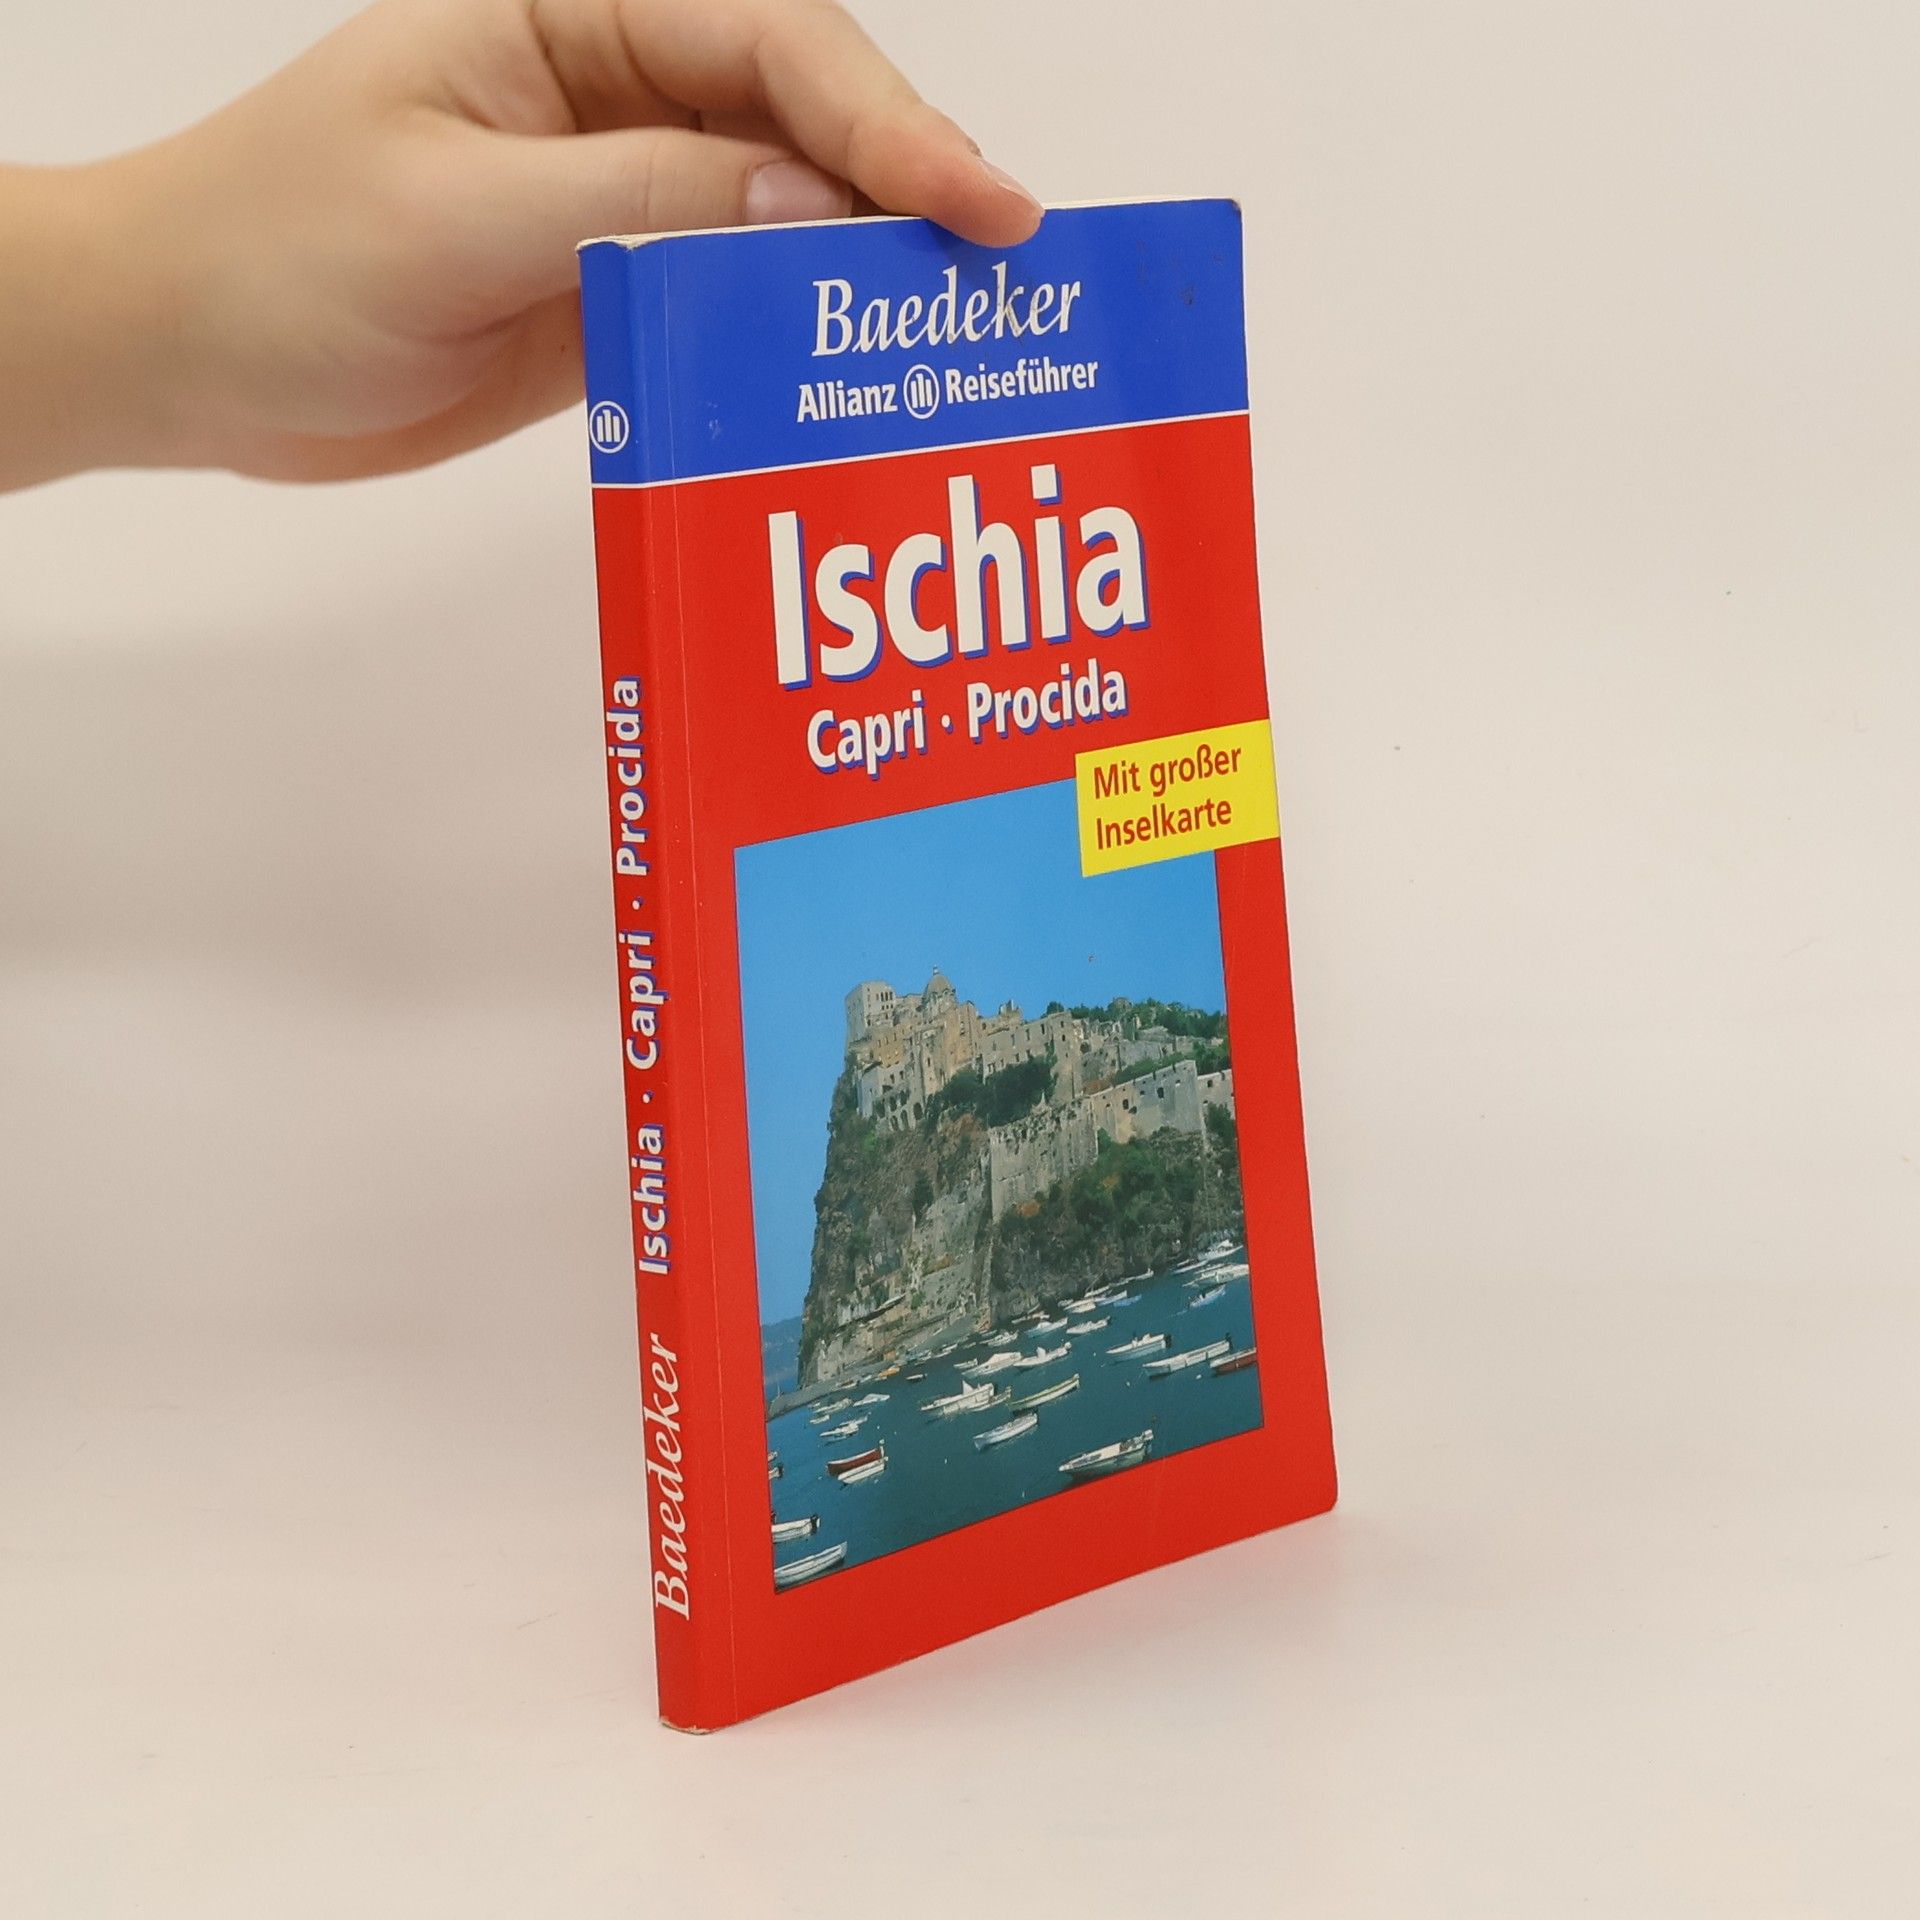 Baedeker
Allianz Reiseführer
Ischia
Capri · Procida
Mit großer
Inselkarte
Baedeker Ischia · Capri · Procida